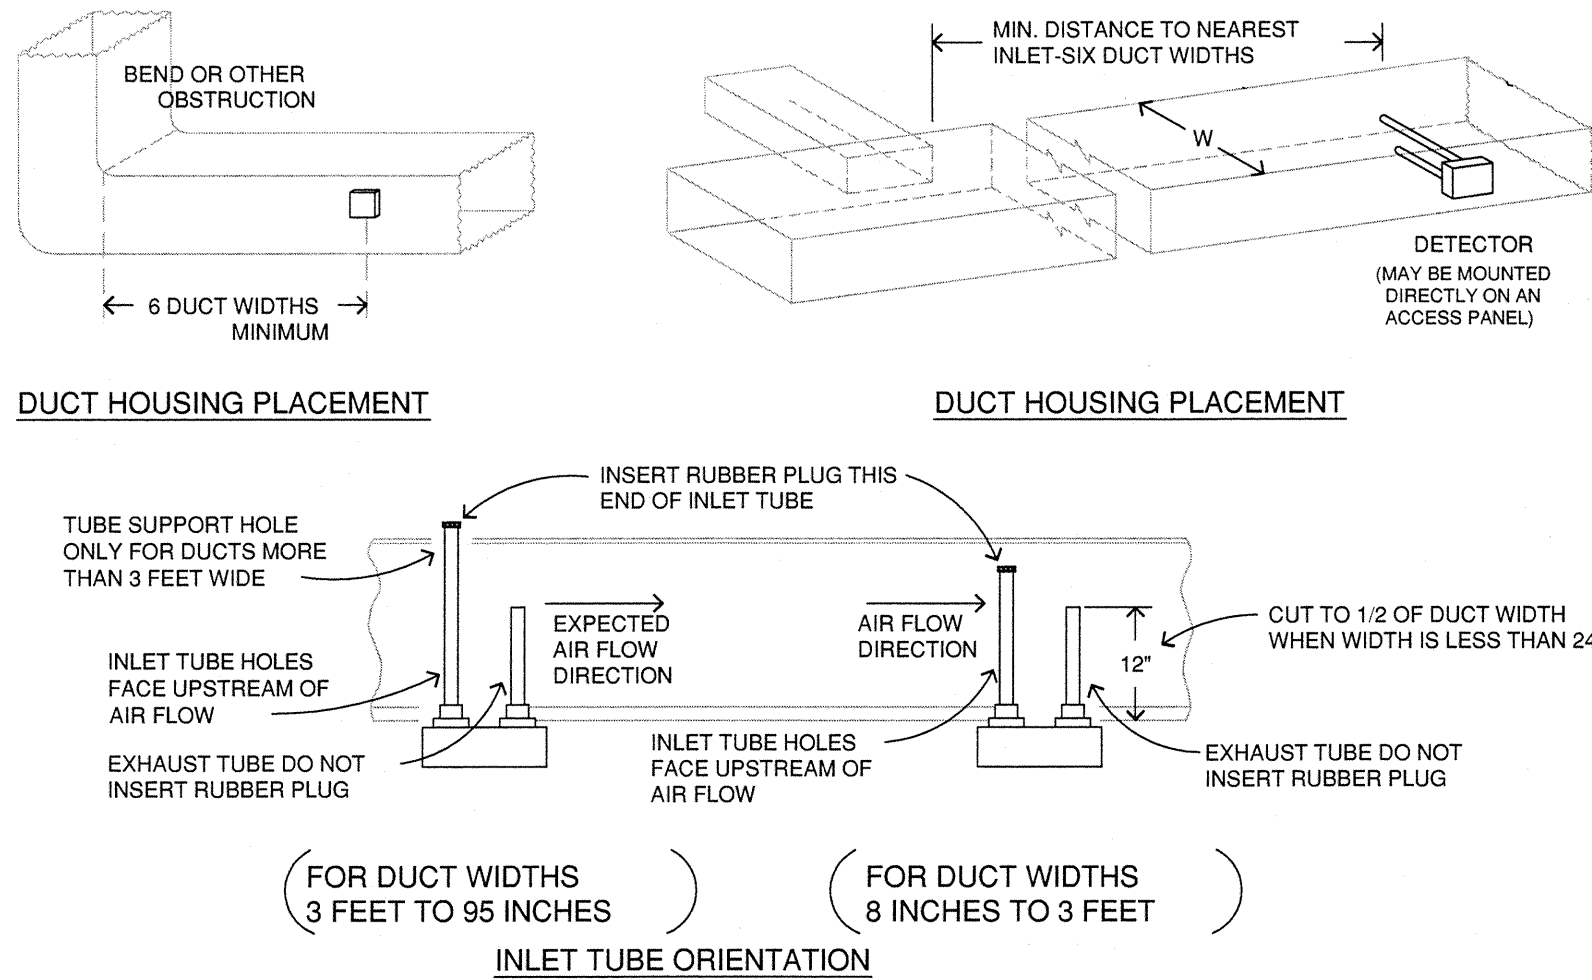 BEND OR OTHER
OBSTRUCTION
6 DUCT WIDTHS
MINIMUM
DUCT HOUSING PLACEMENT
MIN. DISTANCE TO NEAREST
INLET-SIX DUCT WIDTHS
W
DETECTOR
(MAY BE MOUNTED
DIRECTLY ON AN
ACCESS PANEL)
DUCT HOUSING PLACEMENT
INSERT RUBBER PLUG THIS
END OF INLET TUBE
TUBE SUPPORT HOLE
ONLY FOR DUCTS MORE
THAN 3 FEET WIDE
EXPECTED
AIR FLOW
DIRECTION
AIR FLOW
DIRECTION
CUT TO 1/2 OF DUCT WIDTH
WHEN WIDTH IS LESS THAN 24
12"
INLET TUBE HOLES
FACE UPSTREAM OF
AIR FLOW
EXHAUST TUBE DO NOT
INSERT RUBBER PLUG
INLET TUBE HOLES
FACE UPSTREAM OF
AIR FLOW
EXHAUST TUBE DO NOT
INSERT RUBBER PLUG
(FOR DUCT WIDTHS
3 FEET TO 95 INCHES)
(FOR DUCT WIDTHS
8 INCHES TO 3 FEET)
INLET TUBE ORIENTATION